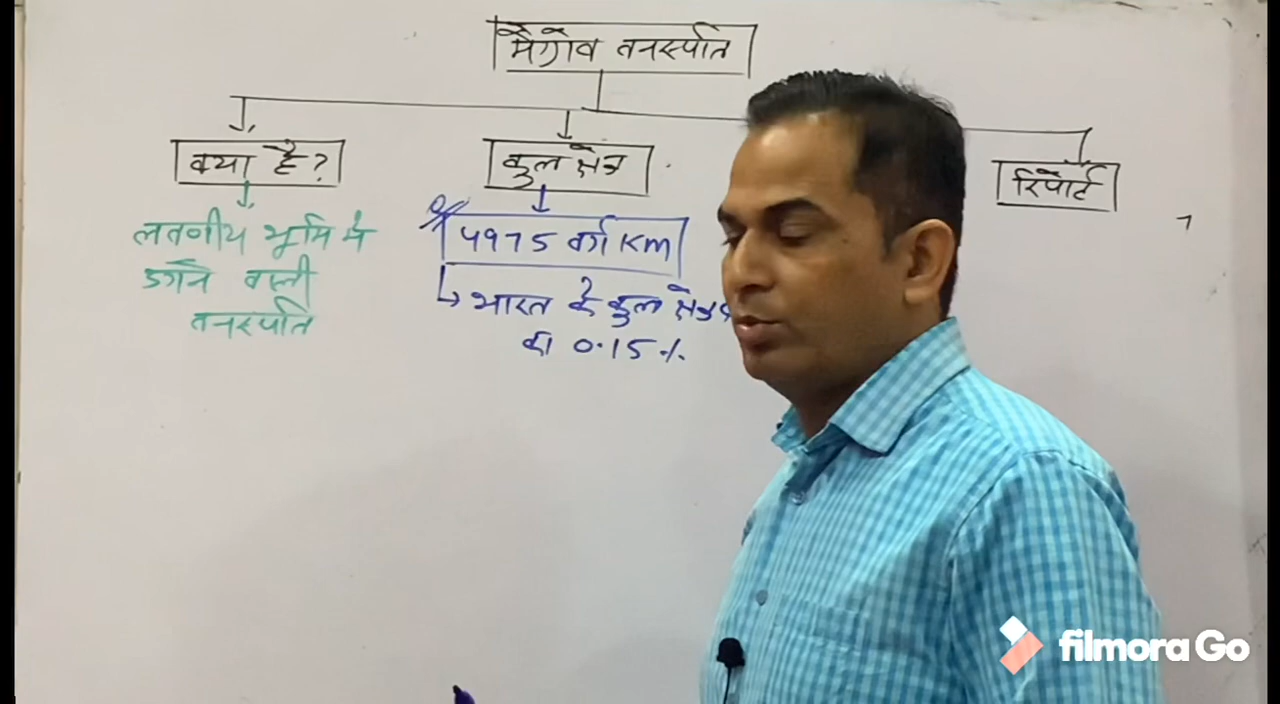 मैंग्रोव वनस्पति
क्या है?
कुल क्षेत्र
रिपोर्ट
लवणीय भूमि मे
उगने वाली
वनस्पति
4975 वर्ग Km
भारत के कुल
का 0.15%
filmora Go